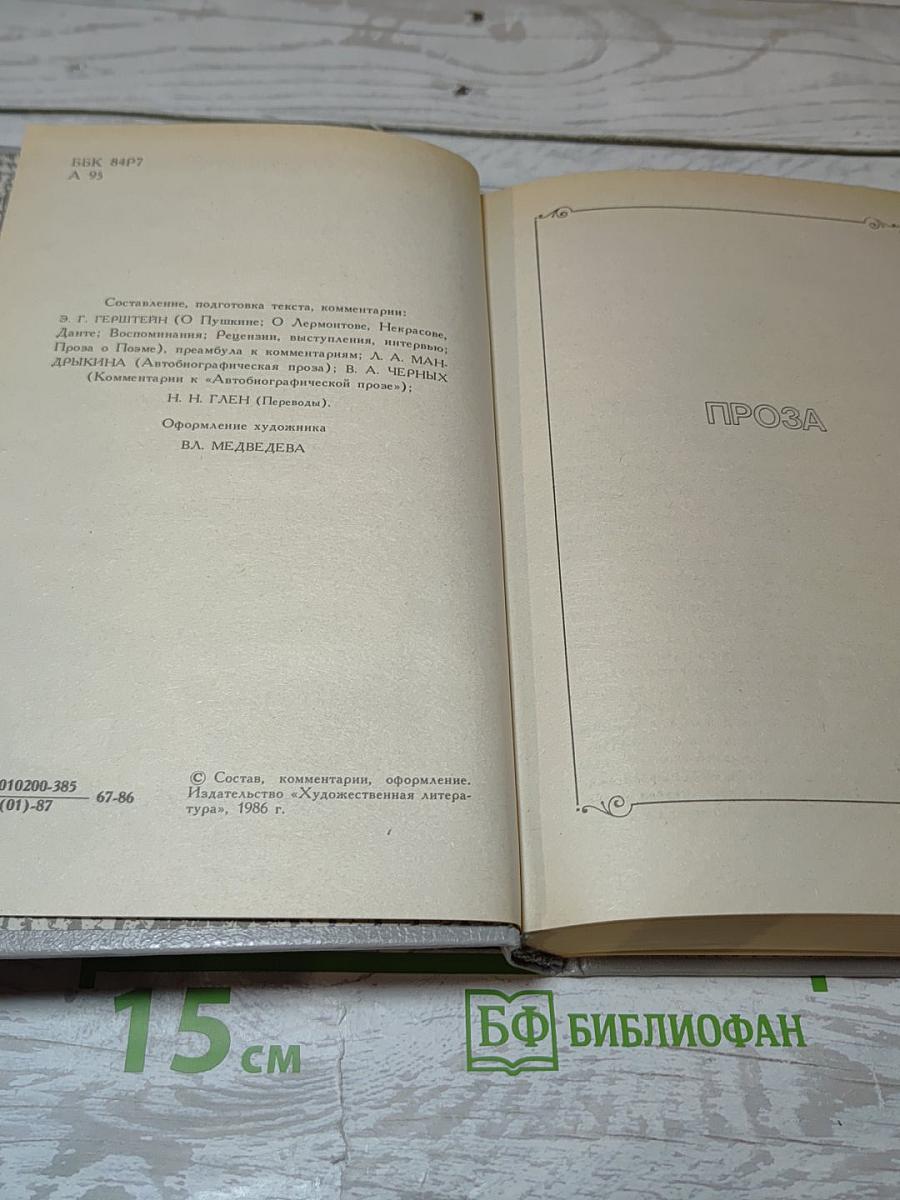 ББК 84Р7
А 95
Составление, подготовка текста, комментарии:
Э. Г. ГЕРШТЕЙН (О Пушкине; О Лермонтове, Некрасове,
Данте; Воспоминания; Рецензии, выступления, интервью;
Проза о Поэме), преамбула к комментариям; Л. А. МАН-
ДРЫКИНА (Автобиографическая проза); В. А. ЧЕРНЫХ
(Комментарии к «Автобиографической прозе»);
Н. Н. ГЛЕН (Переводы).
Оформление художника
ВЛ. МЕДВЕДЕВА
010200-385
(01)-87
67-86
© Состав, комментарии, оформление.
Издательство «Художественная литера-
тура», 1986 г.
ПРОЗА
15 см
БФ БИБЛИОФАН